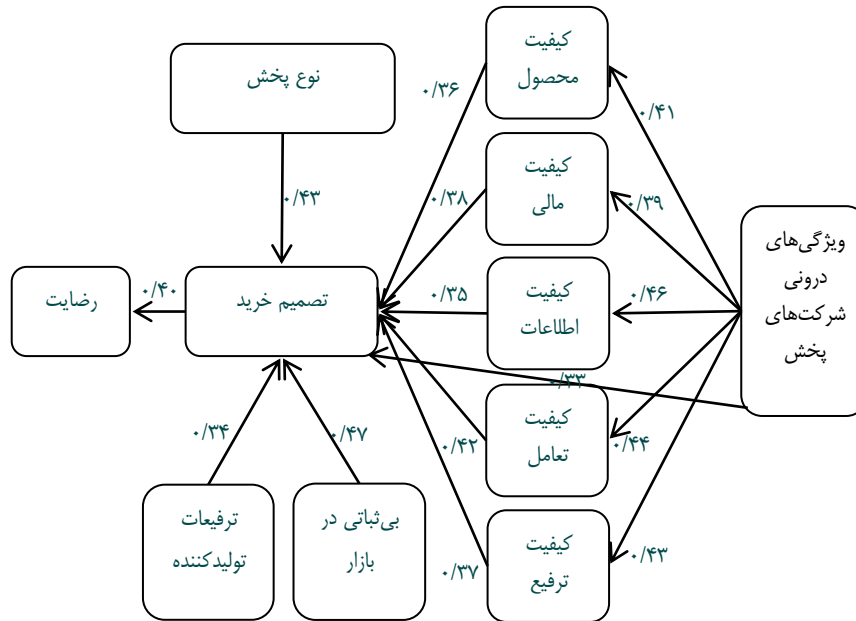 کیفیت
محصول
نوع پخش
۰/۳۶
۰/۴۱
کیفیت
مالی
۰/۴۳
۰/۳۸
۰/۳۹
ویژگی‌های
درونی
شرکت‌های
پخش
رضایت
۰/۴۰
تصمیم خرید
۰/۳۵
کیفیت
اطلاعات
۰/۴۶
۰/۳۳
کیفیت
تعامل
۰/۳۴
۰/۴۷
۰/۴۲
۰/۴۴
ترفیعات
تولیدکننده
بی‌ثباتی در
بازار
کیفیت
ترفیع
۰/۳۷
۰/۴۳